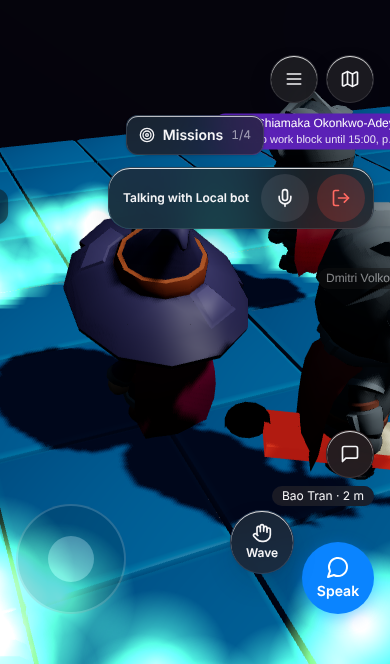 Chiamaka Okonkwo-Adey
work block until 15:00, p.
Missions 1/4
Talking with Local bot
Dmitri Volko
Bao Tran · 2 m
Wave
Speak